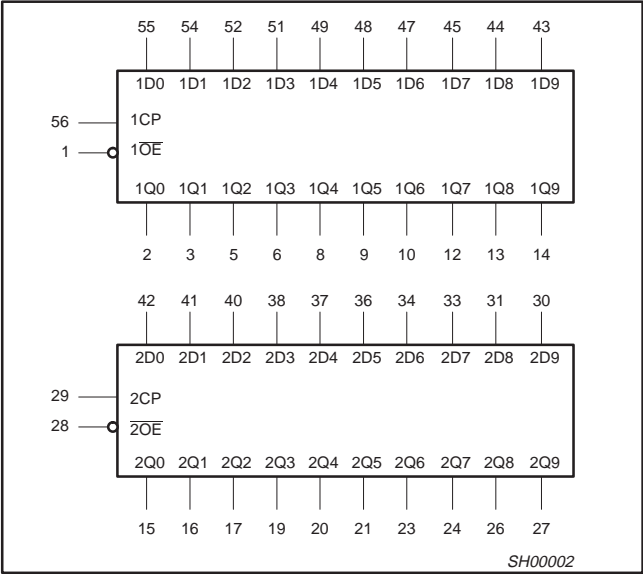 55 54 52 51 49 48 47 45 44 43
1D0 1D1 1D2 1D3 1D4 1D5 1D6 1D7 1D8 1D9
56 1CP
1 1O̅E̅
1Q0 1Q1 1Q2 1Q3 1Q4 1Q5 1Q6 1Q7 1Q8 1Q9
2 3 5 6 8 9 10 12 13 14
42 41 40 38 37 36 34 33 31 30
2D0 2D1 2D2 2D3 2D4 2D5 2D6 2D7 2D8 2D9
29 2CP
28 2̅O̅E̅
2Q0 2Q1 2Q2 2Q3 2Q4 2Q5 2Q6 2Q7 2Q8 2Q9
15 16 17 19 20 21 23 24 26 27
SH00002